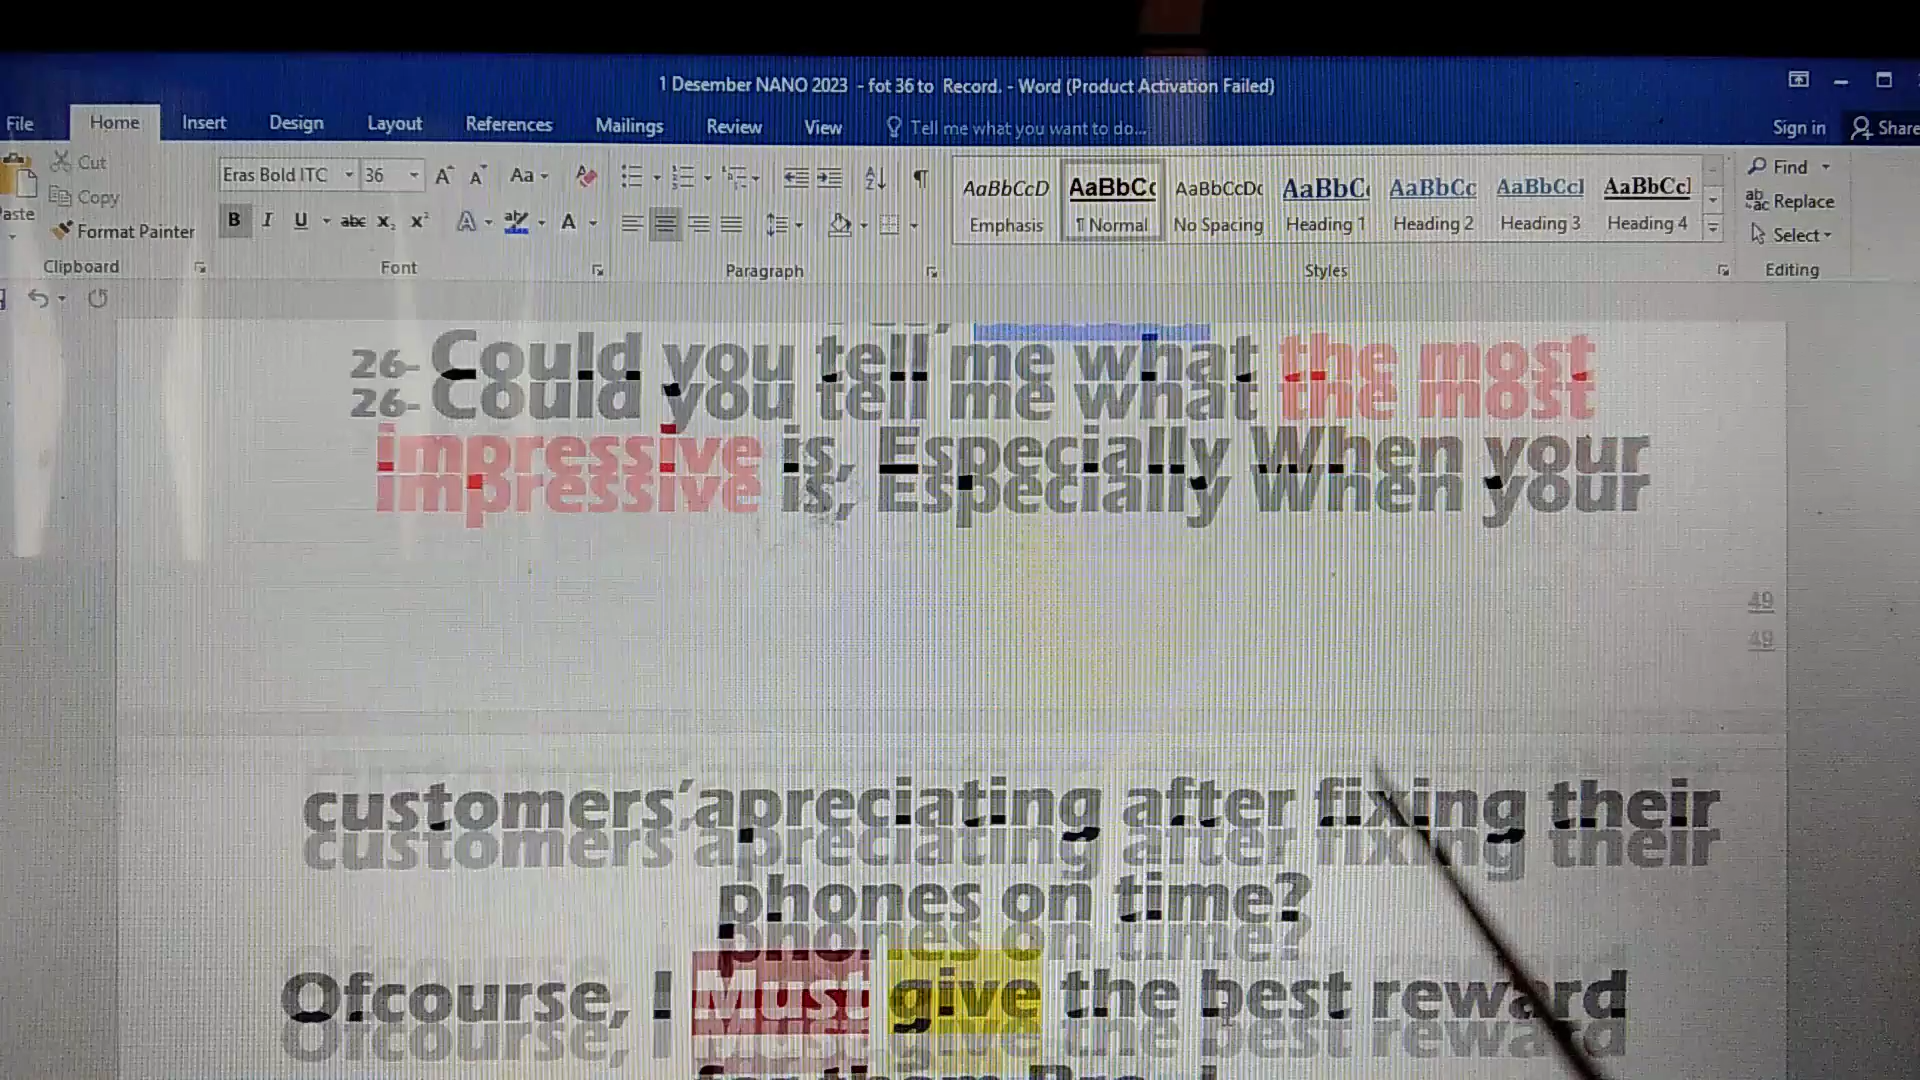 1 Desember NANO 2023 - fot 36 to Record. - Word (Product Activation Failed)
File Home Insert Design Layout References Mailings Review View Tell me what you want to do... Sign in Share
Cut
Copy
Format Painter
Clipboard
Eras Bold ITC 36
Font
Paragraph
AaBbCcD AaBbCc AaBbCcDc AaBbC AaBbCc AaBbCcI AaBbCcI
Emphasis ¶ Normal No Spacing Heading 1 Heading 2 Heading 3 Heading 4
Styles
Find
Replace
Select
Editing
26- Could you tell me what the most
impressive is, Especially When your
49
customers' apreciating after fixing their
phones on time?
Ofcourse, I Must give the best reward